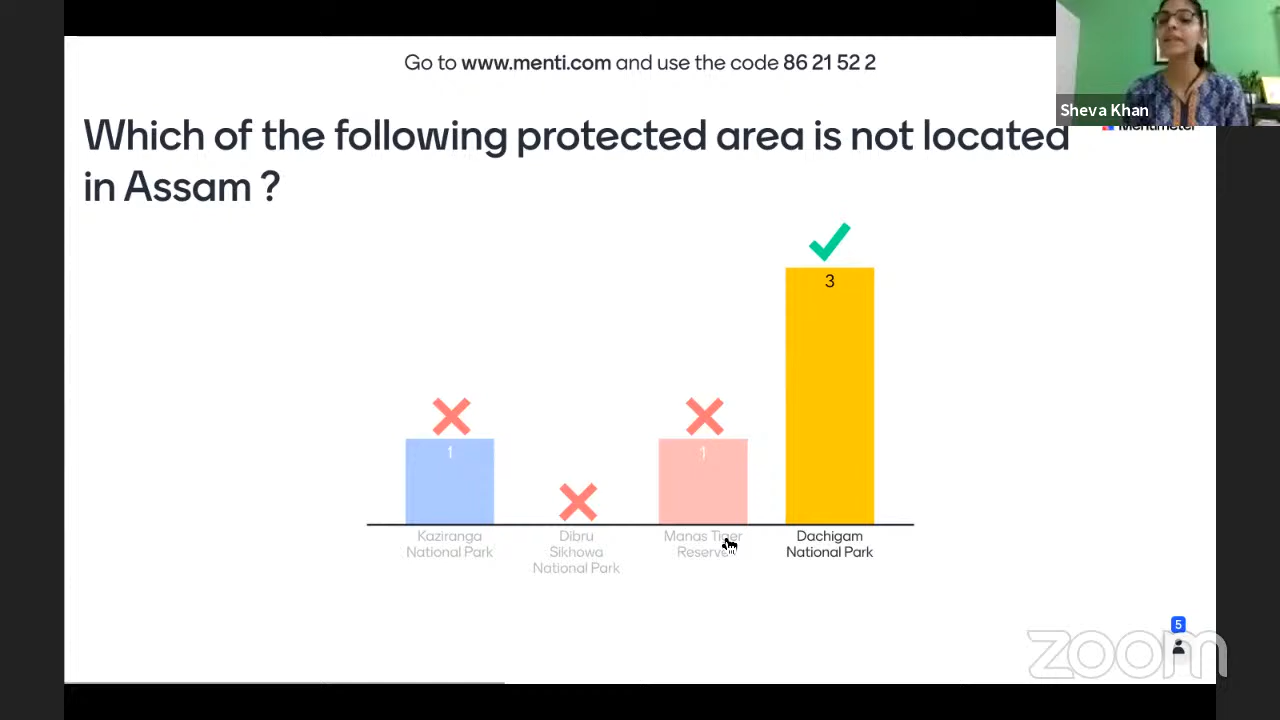 Go to www.menti.com and use the code 86 21 52 2
Sheva Khan
Mentimeter
Which of the following protected area is not located
in Assam ?
3
1
1
Kaziranga
National Park
Dibru
Sikhowa
National Park
Manas Tiger
Reserve
Dachigam
National Park
5
zoom